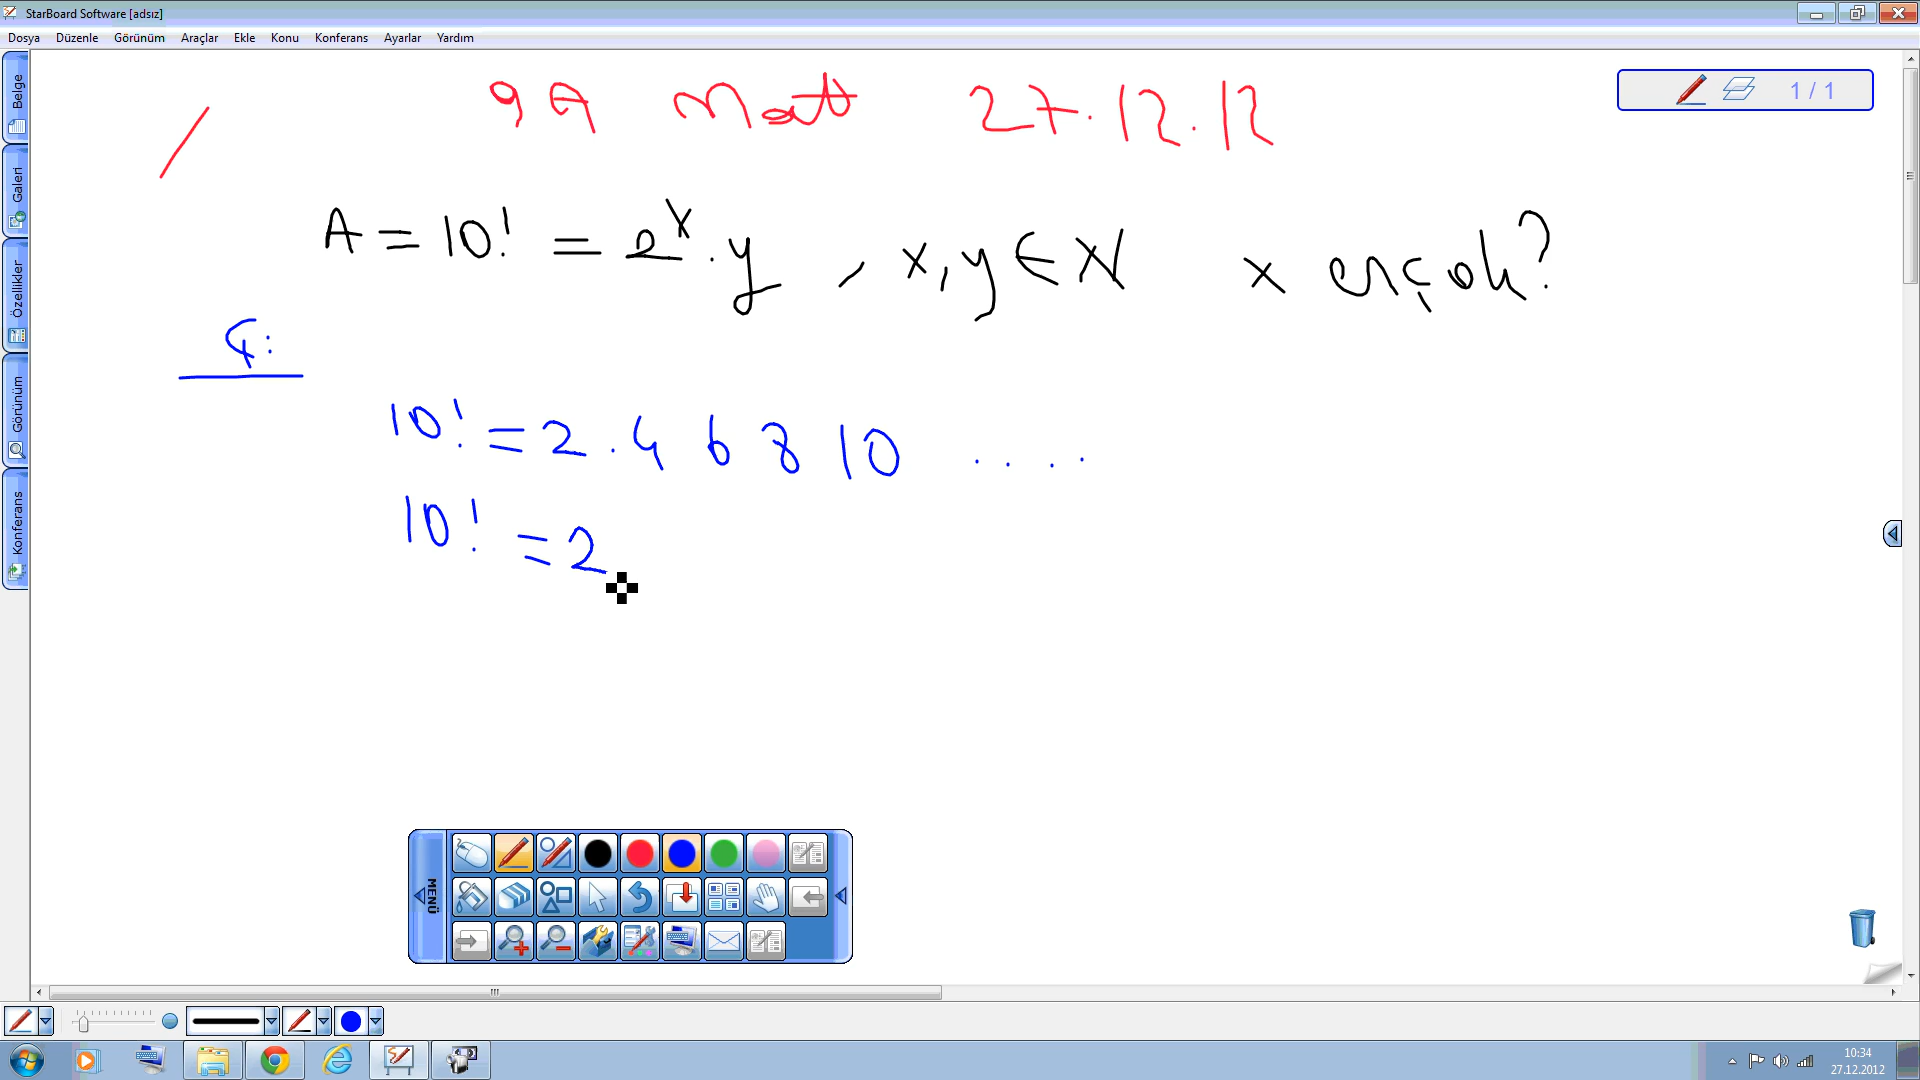 StarBoard Software [adsız]
Dosya Düzenle Görünüm Araçlar Ekle Konu Konferans Ayarlar Yardım
Belge
Galeri
Özellikler
Görünüm
Konferans
1 / 1
9A Mat 27.12.12
A = 10! = 2^x . y , x, y ∈ N x ençok?
Ç:
10! = 2 . 4 6 8 10 ....
10! = 2
MENÜ
10:34
27.12.2012